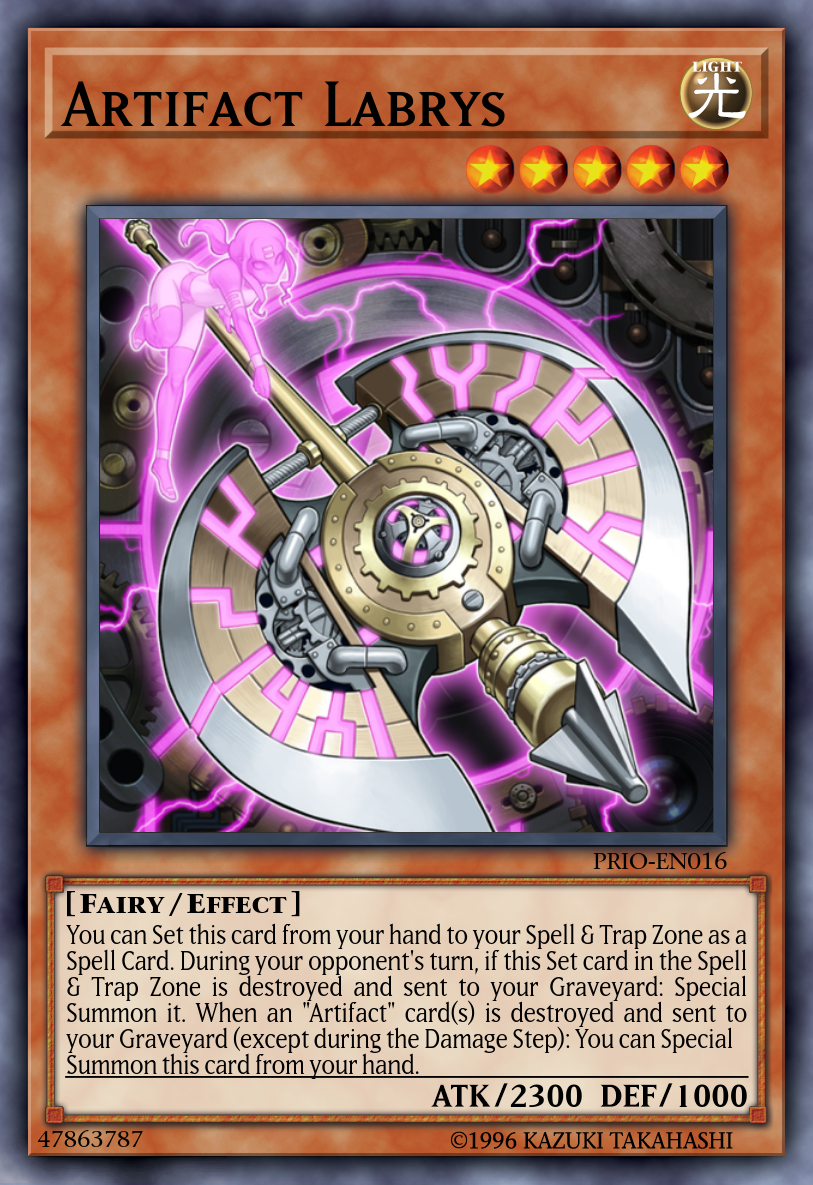 Artifact Labrys
LIGHT
光
PRIO-EN016
[ Fairy / Effect ]
You can Set this card from your hand to your Spell & Trap Zone as a
Spell Card. During your opponent's turn, if this Set card in the Spell
& Trap Zone is destroyed and sent to your Graveyard: Special
Summon it. When an "Artifact" card(s) is destroyed and sent to
your Graveyard (except during the Damage Step): You can Special
Summon this card from your hand.
ATK/2300 DEF/1000
47863787 ©1996 KAZUKI TAKAHASHI